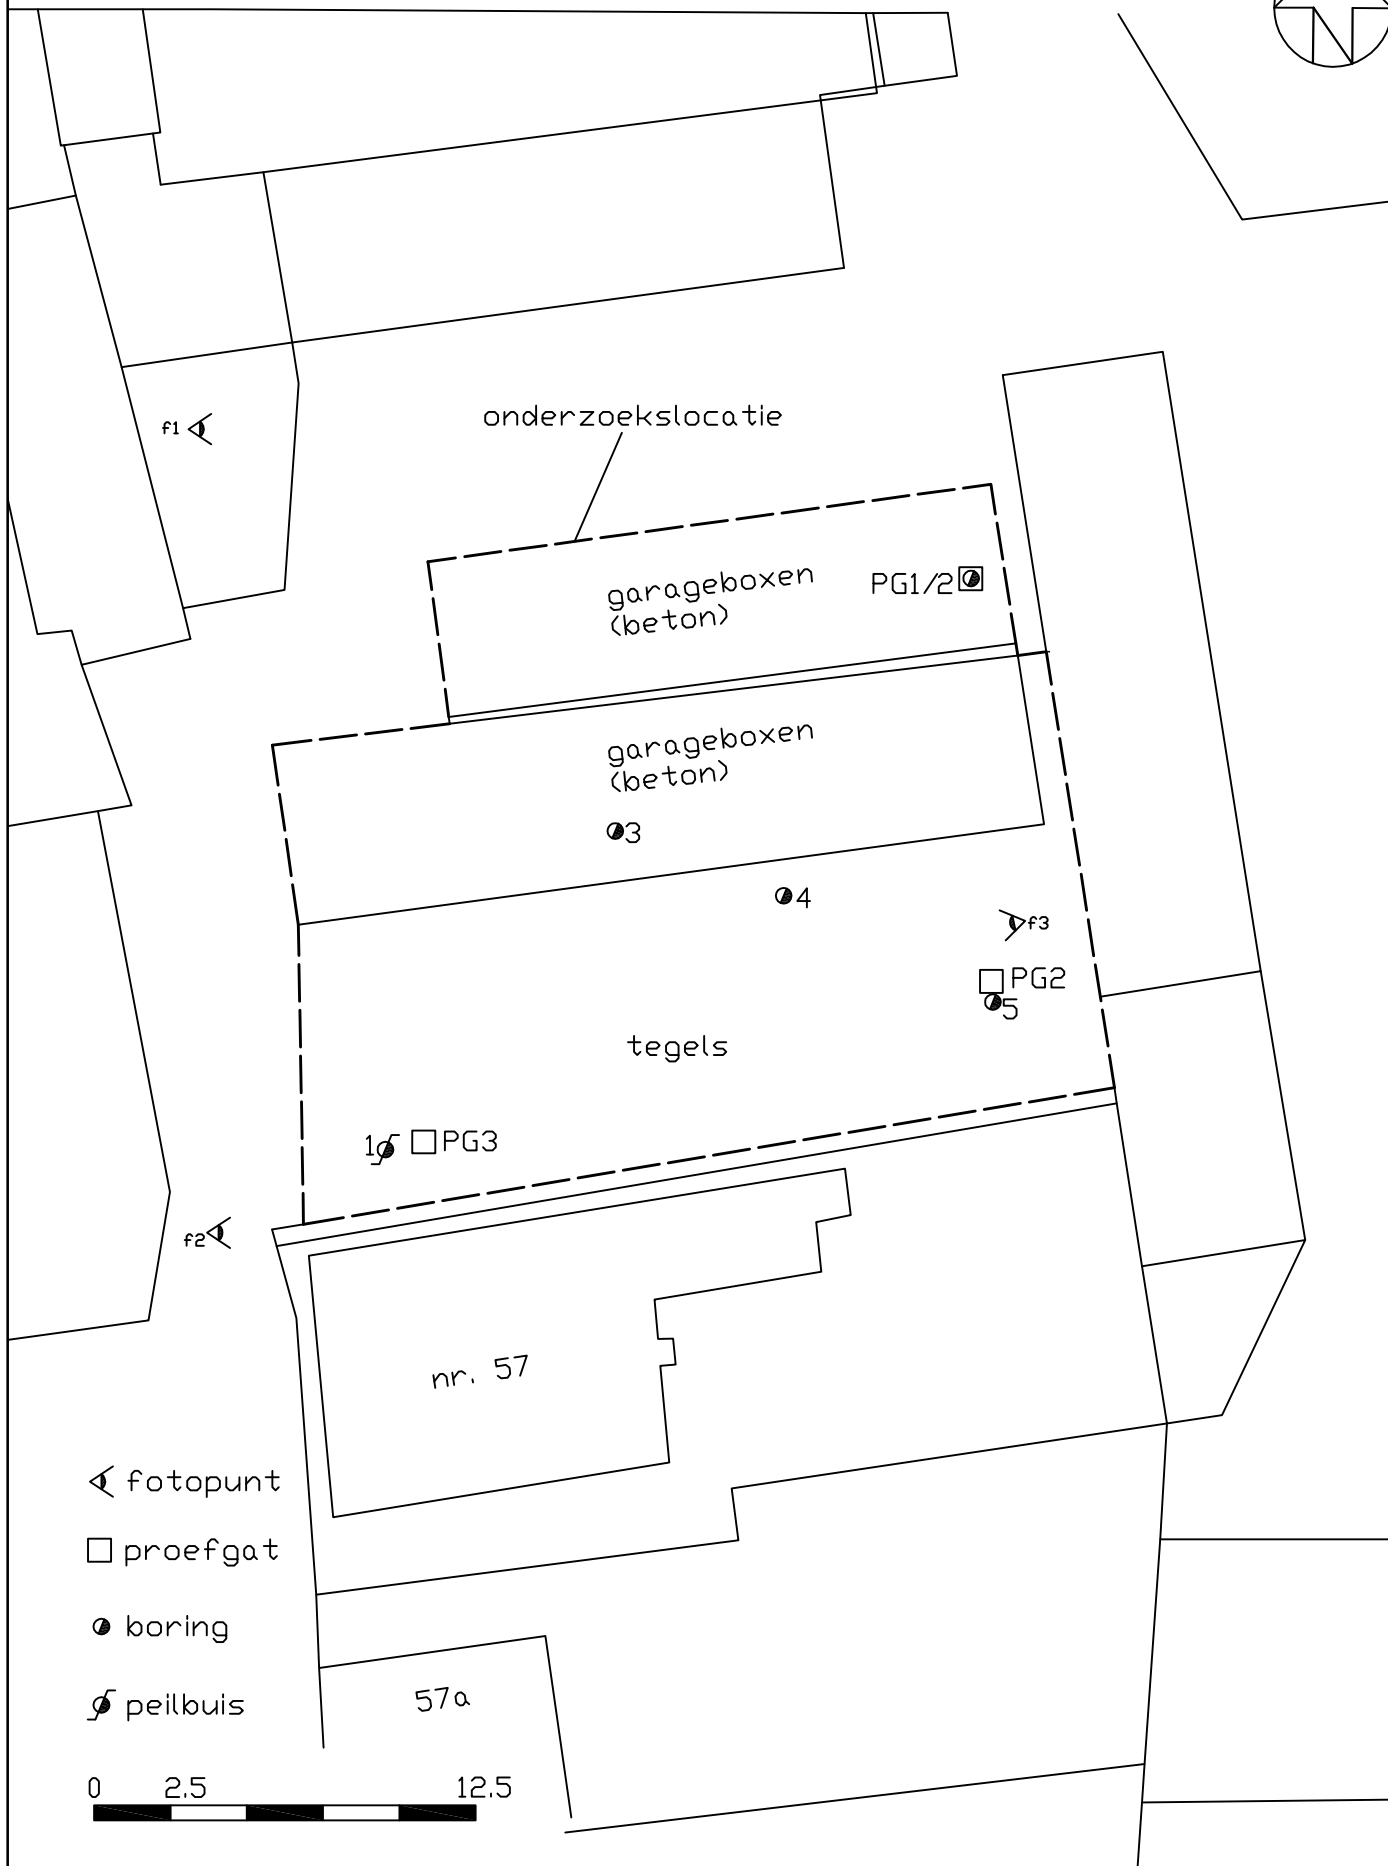 N
onderzoekslocatie
f1
garageboxen
(beton)
PG1/2
garageboxen
(beton)
3
4
f3
PG2
5
tegels
1
PG3
f2
nr. 57
fotopunt
proefgat
boring
peilbuis
57a
0 2.5 12.5